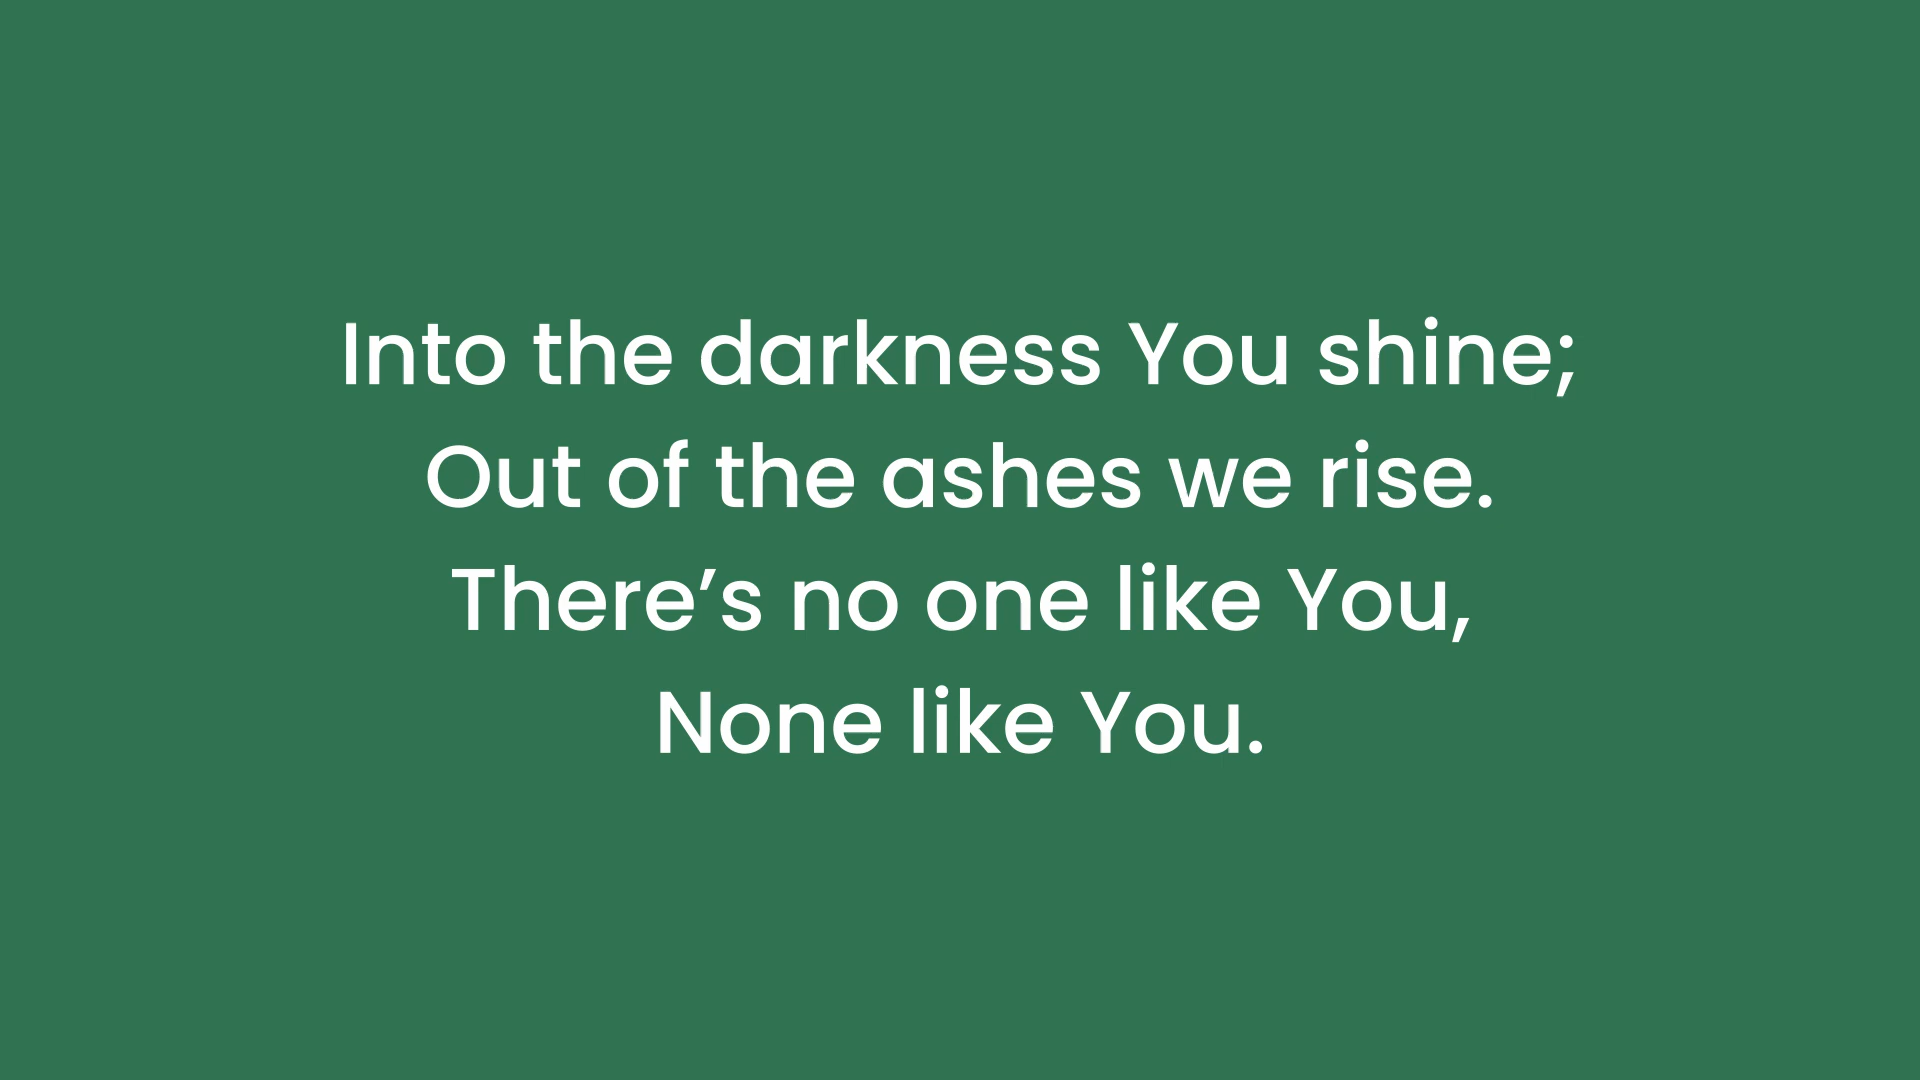 Into the darkness You shine;
Out of the ashes we rise.
There’s no one like You,
None like You.